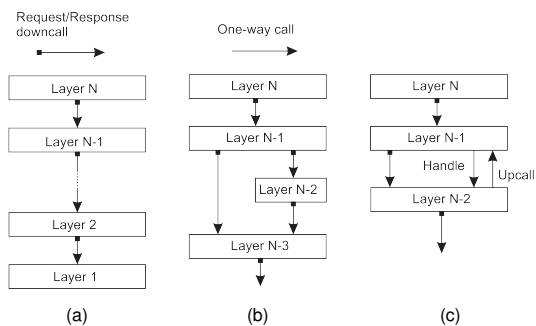 Request/Response
downcall
One-way call
Layer N
Layer N-1
Layer 2
Layer 1
(a)
Layer N
Layer N-1
Layer N-2
Layer N-3
(b)
Layer N
Layer N-1
Handle
Upcall
Layer N-2
(c)